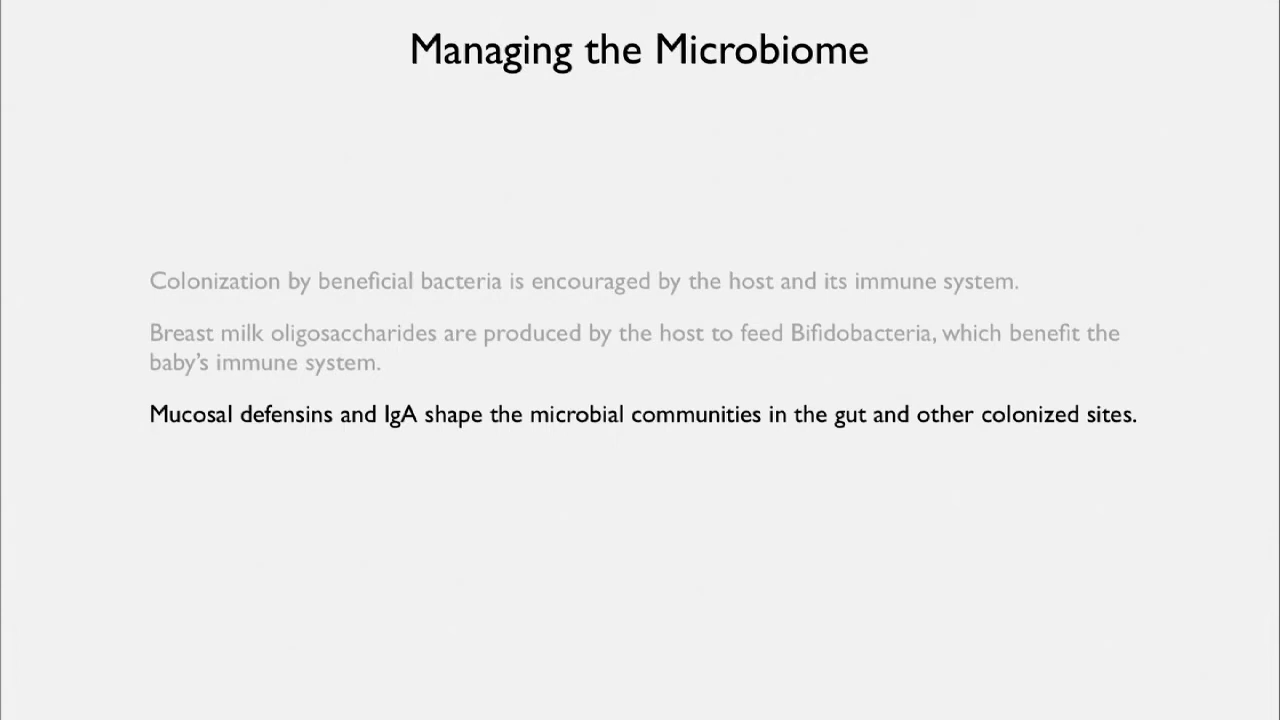 Managing the Microbiome
Colonization by beneficial bacteria is encouraged by the host and its immune system.
Breast milk oligosaccharides are produced by the host to feed Bifidobacteria, which benefit the
baby’s immune system.
Mucosal defensins and IgA shape the microbial communities in the gut and other colonized sites.